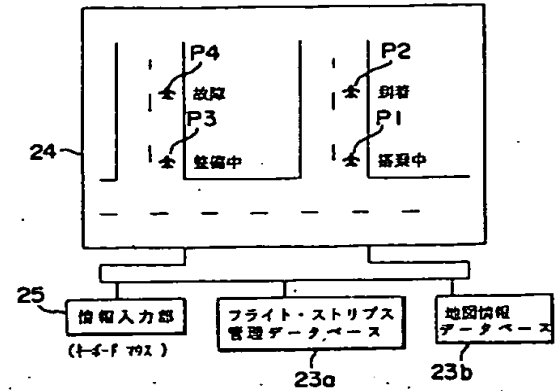 P4
P2
故障
到着
P3
P1
24
整備中
搭乗中
25
情報入力部
(キーボード マウス)
フライト・ストリップス
管理データベース
23a
地図情報
データベース
23b